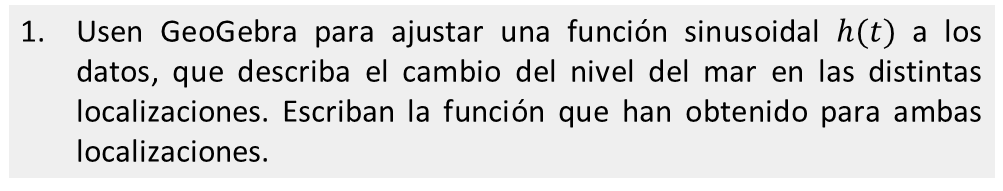 1. Usen GeoGebra para ajustar una función sinusoidal h(t) a los
datos, que describa el cambio del nivel del mar en las distintas
localizaciones. Escriban la función que han obtenido para ambas
localizaciones.